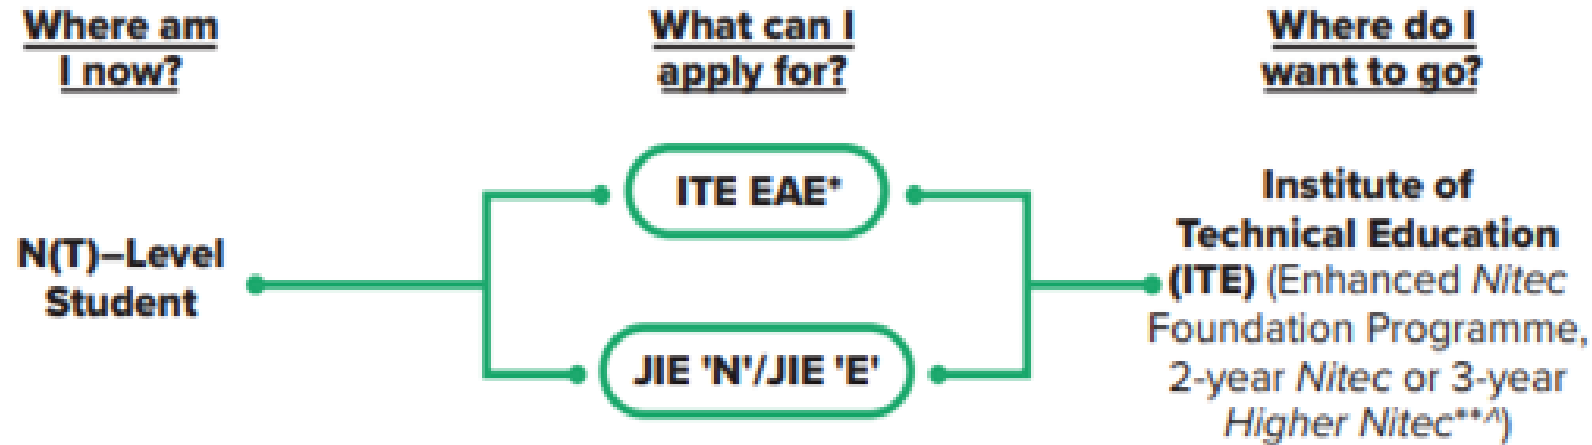 Where am
I now?
What can I
apply for?
Where do I
want to go?
N(T)–Level
Student
ITE EAE*
JIE 'N'/JIE 'E'
Institute of
Technical Education
(ITE) (Enhanced Nitec
Foundation Programme,
2-year Nitec or 3-year
Higher Nitec**^)